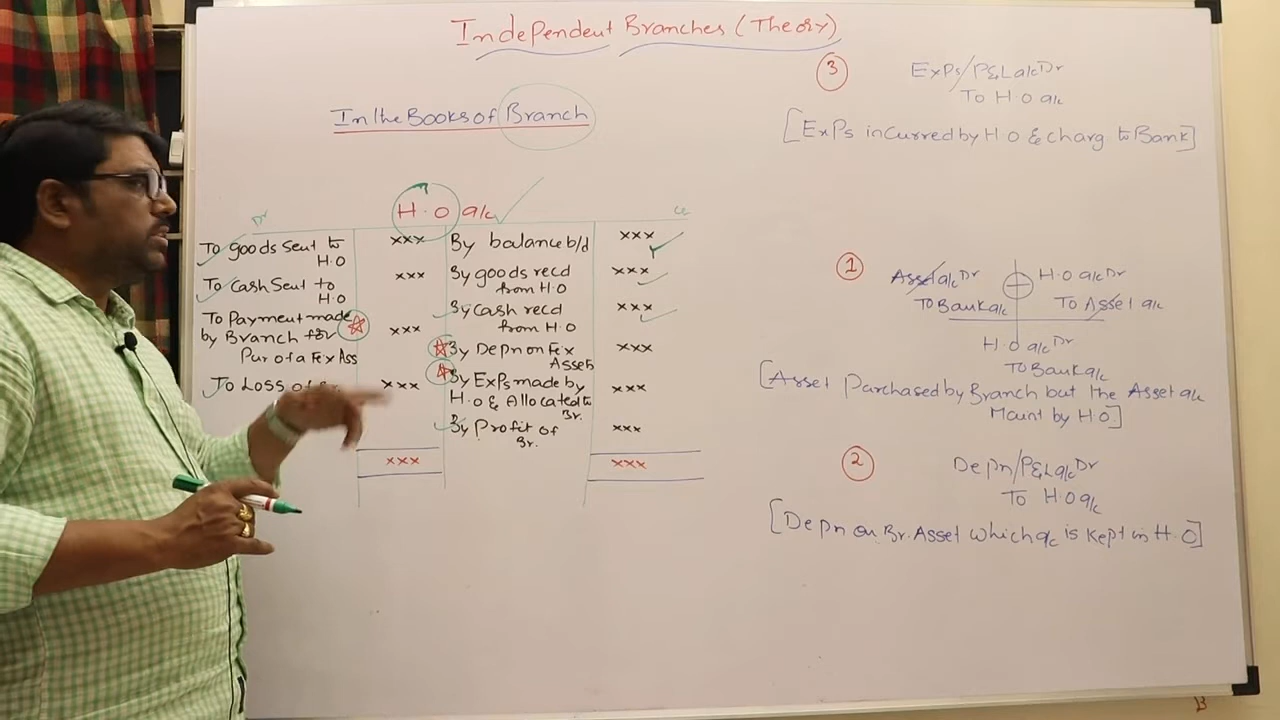 Independent Branches (Theory)
In the Books of Branch
H.O a/c
Dr
Cr
To goods sent to
H.O
xxx
To Cash Sent to
H.O
xxx
To Payment made
by Branch for
Pur of a Fix Ass
xxx
To Loss of
xxx
xxx
By balance b/d
xxx
By goods recd
from H.O
xxx
By Cash recd
from H.O
xxx
By Depn on Fix
Assets
xxx
By Exps made by
H.O & Allocated to
Br.
xxx
By Profit of
Br.
xxx
xxx
3
Exps/P&L a/c Dr
To H.O a/c
[Exps incurred by H.O & charg to Bank]
1
Asset a/c Dr
To Bank a/c
H.O a/c Dr
To Asset a/c
H.O a/c Dr
To Bank a/c
[Asset Purchased by Branch but the Asset a/c
Mount by H.O.]
2
Depn/P&L a/c Dr
To H.O a/c
[Depn on Br. Asset which a/c is kept in H.O]